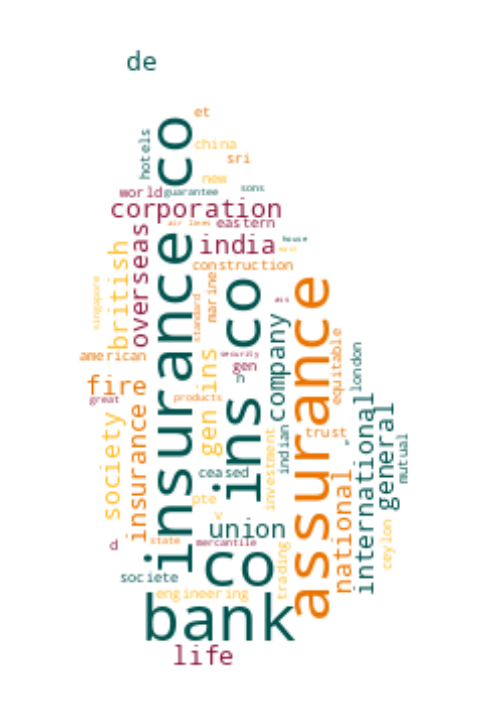 de
et
insurance co
hotels
china
sri
new
world
guarantee
sons
corporation
air lines
eastern
overseas
india
house
east
british
construction
singapore
marine
ins co
assurance
ass
standard
company
american
security
equitable
london
gen
fire
h
gen ins
great
products
insurance
society
international
general
trust
indian
investment
mutual
ceased
national
pte
v
union
ceylon
d
state
mercantile
co
trading
societe
engineering
bank
life